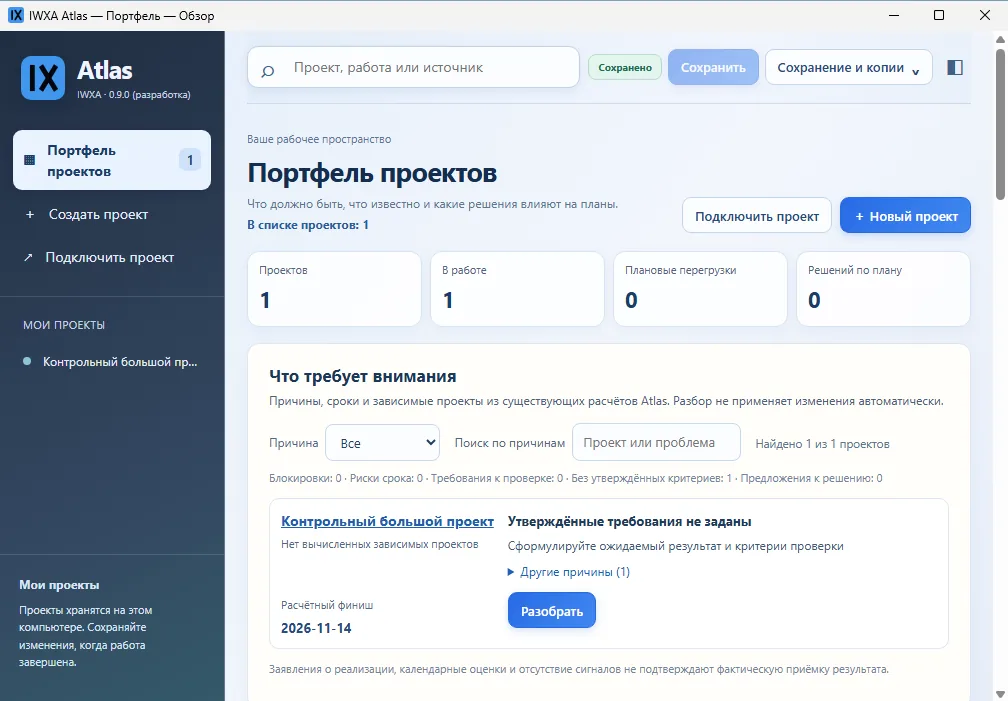 IX IWXA Atlas — Портфель — Обзор
IX Atlas
IWXA · 0.9.0 (разработка)
Портфель проектов 1
+ Создать проект
↗ Подключить проект
МОИ ПРОЕКТЫ
Контрольный большой пр...
Мои проекты
Проекты хранятся на этом
компьютере. Сохраняйте
изменения, когда работа
завершена.
Проект, работа или источник
Сохранено
Сохранить
Сохранение и копии
Ваше рабочее пространство
Портфель проектов
Что должно быть, что известно и какие решения влияют на планы.
В списке проектов: 1
Подключить проект
+ Новый проект
Проектов
1
В работе
1
Плановые перегрузки
0
Решений по плану
0
Что требует внимания
Причины, сроки и зависимые проекты из существующих расчётов Atlas. Разбор не применяет изменения автоматически.
Причина Все Поиск по причинам Проект или проблема Найдено 1 из 1 проектов
Блокировки: 0 · Риски срока: 0 · Требования к проверке: 0 · Без утверждённых критериев: 1 · Предложения к решению: 0
Контрольный большой проект
Нет вычисленных зависимых проектов
Расчётный финиш
2026-11-14
Утверждённые требования не заданы
Сформулируйте ожидаемый результат и критерии проверки
Другие причины (1)
Разобрать
Заявления о реализации, календарные оценки и отсутствие сигналов не подтверждают фактическую приёмку результата.